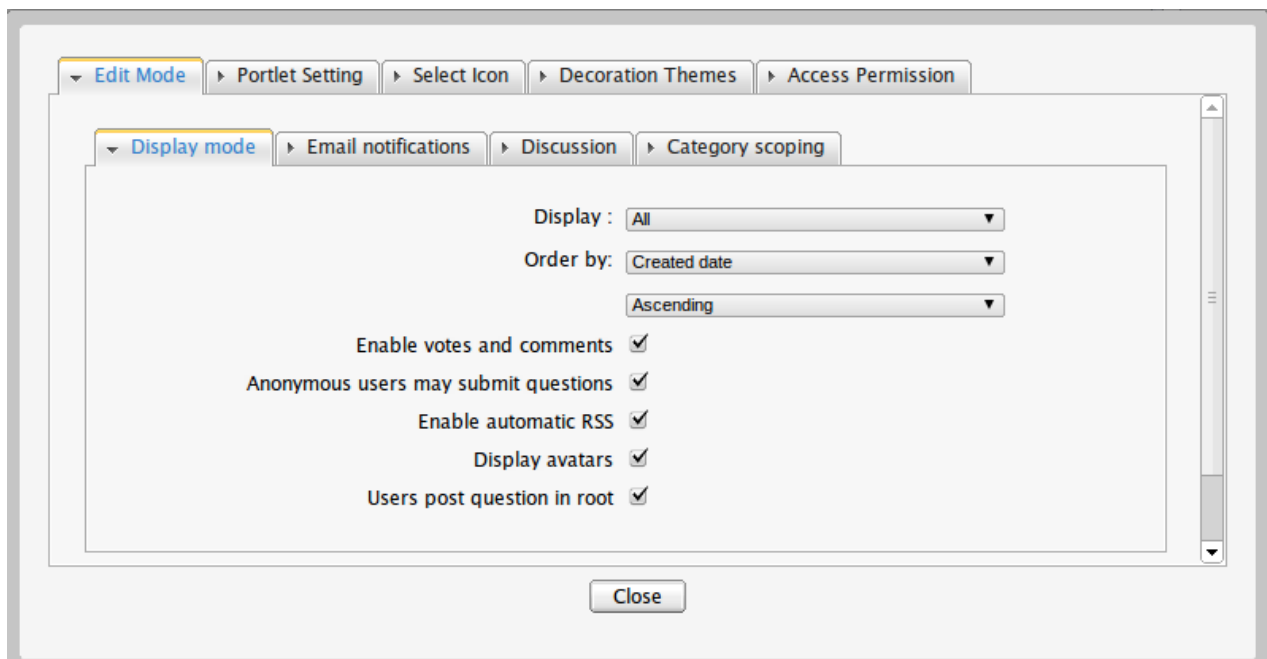 Edit Mode Portlet Setting Select Icon Decoration Themes Access Permission
Display mode Email notifications Discussion Category scoping
Display : All
Order by: Created date
Ascending
Enable votes and comments
Anonymous users may submit questions
Enable automatic RSS
Display avatars
Users post question in root
Close